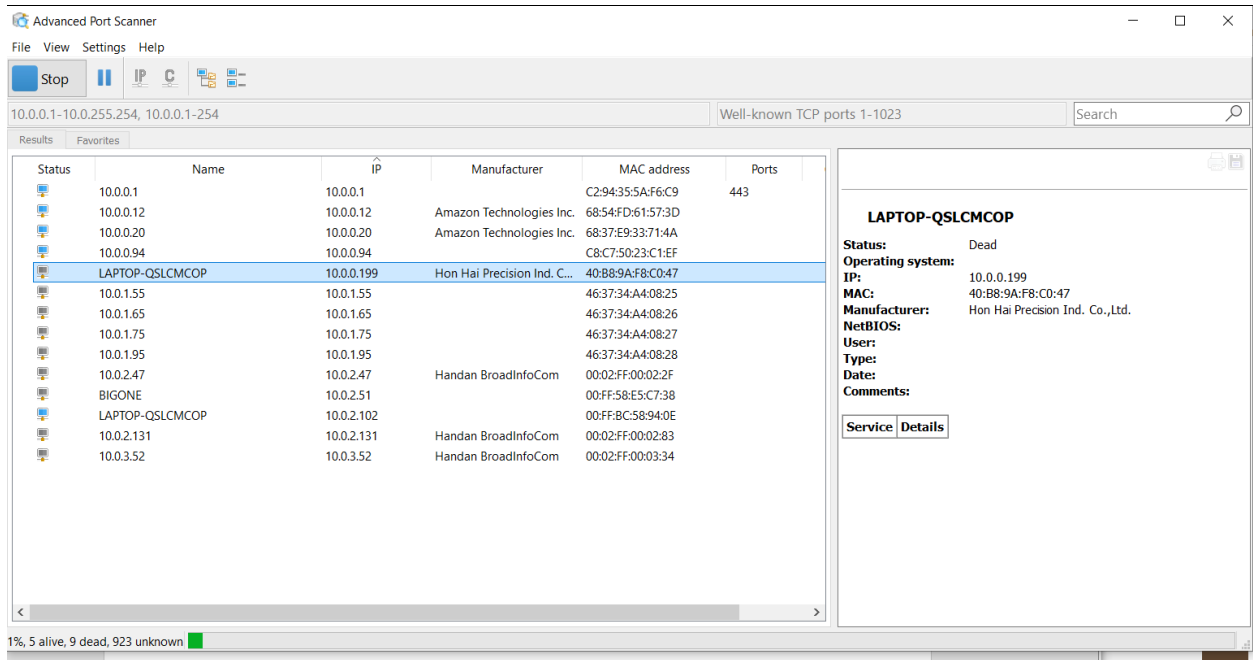 Advanced Port Scanner
File View Settings Help
Stop IP C
10.0.0.1-10.0.255.254, 10.0.0.1-254 Well-known TCP ports 1-1023 Search
Results Favorites
Status Name IP Manufacturer MAC address Ports
10.0.0.1 10.0.0.1 C2:94:35:5A:F6:C9 443
10.0.0.12 10.0.0.12 Amazon Technologies Inc. 68:54:FD:61:57:3D
10.0.0.20 10.0.0.20 Amazon Technologies Inc. 68:37:E9:33:71:4A
10.0.0.94 10.0.0.94 C8:C7:50:23:C1:EF
LAPTOP-QSLCMCOP 10.0.0.199 Hon Hai Precision Ind. C... 40:B8:9A:F8:C0:47
10.0.1.55 10.0.1.55 46:37:34:A4:08:25
10.0.1.65 10.0.1.65 46:37:34:A4:08:26
10.0.1.75 10.0.1.75 46:37:34:A4:08:27
10.0.1.95 10.0.1.95 46:37:34:A4:08:28
10.0.2.47 10.0.2.47 Handan BroadInfoCom 00:02:FF:00:02:2F
BIGONE 10.0.2.51 00:FF:58:E5:C7:38
LAPTOP-QSLCMCOP 10.0.2.102 00:FF:BC:58:94:0E
10.0.2.131 10.0.2.131 Handan BroadInfoCom 00:02:FF:00:02:83
10.0.3.52 10.0.3.52 Handan BroadInfoCom 00:02:FF:00:03:34
LAPTOP-QSLCMCOP
Status: Dead
Operating system:
IP: 10.0.0.199
MAC: 40:B8:9A:F8:C0:47
Manufacturer: Hon Hai Precision Ind. Co.,Ltd.
NetBIOS:
User:
Type:
Date:
Comments:
Service Details
1%, 5 alive, 9 dead, 923 unknown